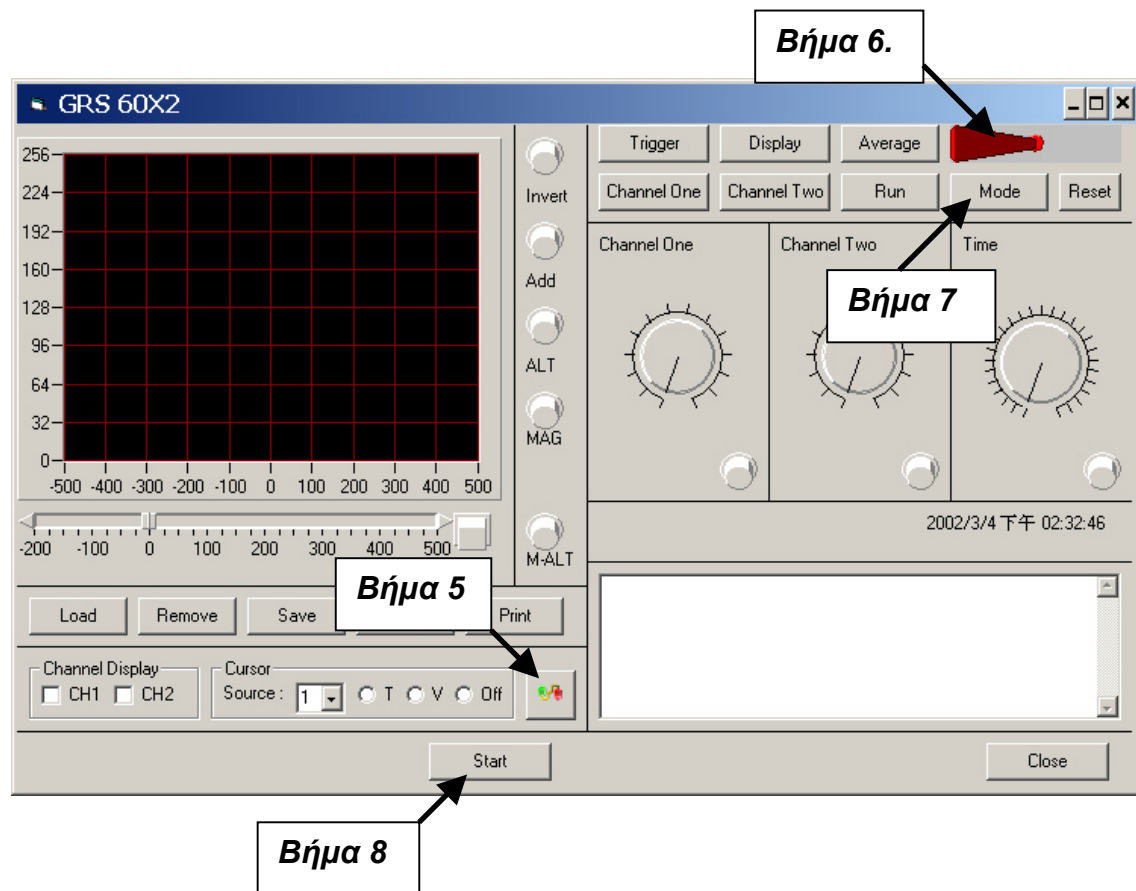 Βήμα 6.
GRS 60X2
256
224
192
160
128
96
64
32
0
-500 -400 -300 -200 -100 0 100 200 300 400 500
-200 -100 0 100 200 300 400 500
Invert
Add
ALT
MAG
M-ALT
Trigger Display Average
Channel One Channel Two Run Mode Reset
Channel One Channel Two Time
Βήμα 7
2002/3/4 下午 02:32:46
Βήμα 5
Load Remove Save Print
Channel Display
CH1 CH2
Cursor
Source : 1 T V Off
Start Close
Βήμα 8